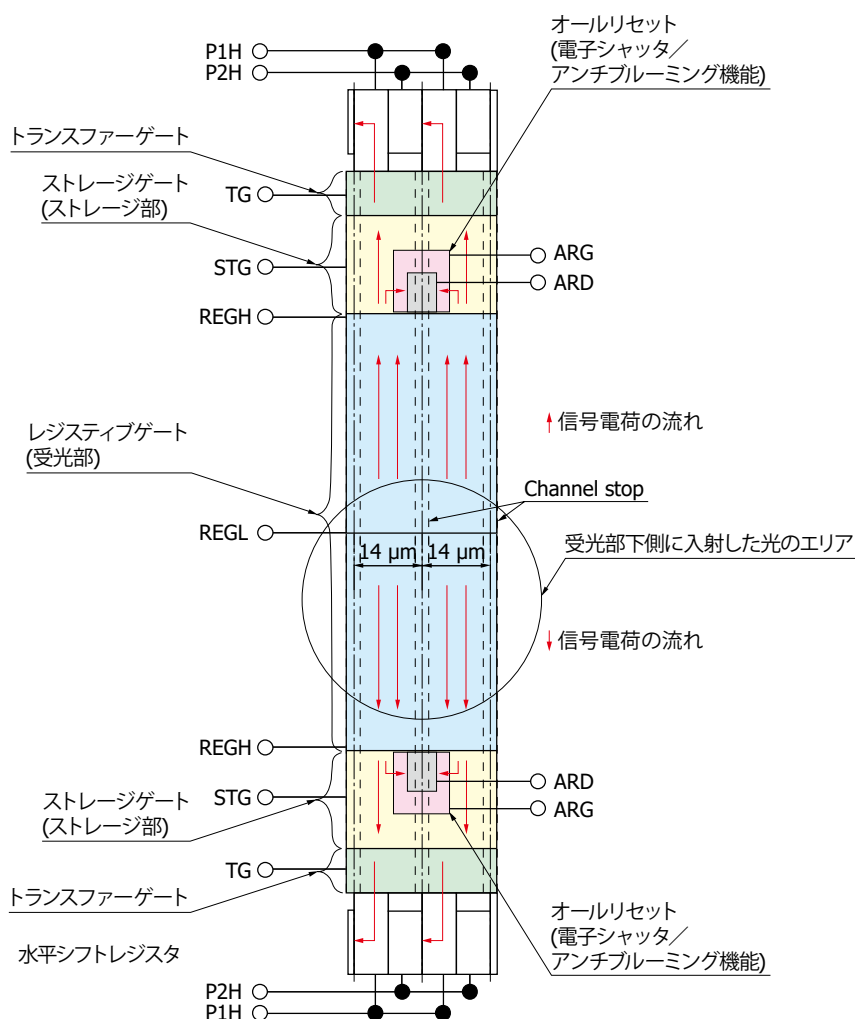 P1H
P2H
オールリセット
(電子シャッタ／
アンチブルーミング機能)
トランスファーゲート
ストレージゲート
(ストレージ部)
TG
STG
ARG
ARD
REGH
レジスティブゲート
(受光部)
信号電荷の流れ
Channel stop
REGL
14 µm
14 µm
受光部下側に入射した光のエリア
信号電荷の流れ
REGH
ストレージゲート
(ストレージ部)
STG
ARD
ARG
TG
トランスファーゲート
水平シフトレジスタ
オールリセット
(電子シャッタ／
アンチブルーミング機能)
P2H
P1H